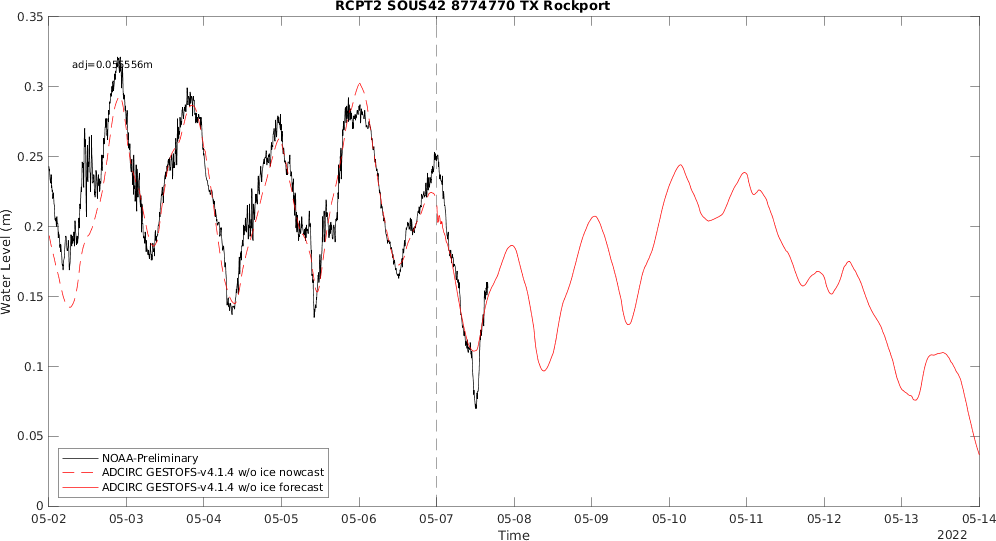 RCPT2 SOUS42 8774770 TX Rockport
adj=0.056556m
0.35
0.3
0.25
0.2
0.15
0.1
0.05
0
Water Level (m)
NOAA-Preliminary
ADCIRC GESTOFS-v4.1.4 w/o ice nowcast
ADCIRC GESTOFS-v4.1.4 w/o ice forecast
05-02 05-03 05-04 05-05 05-06 05-07 05-08 05-09 05-10 05-11 05-12 05-13 05-14
Time
2022